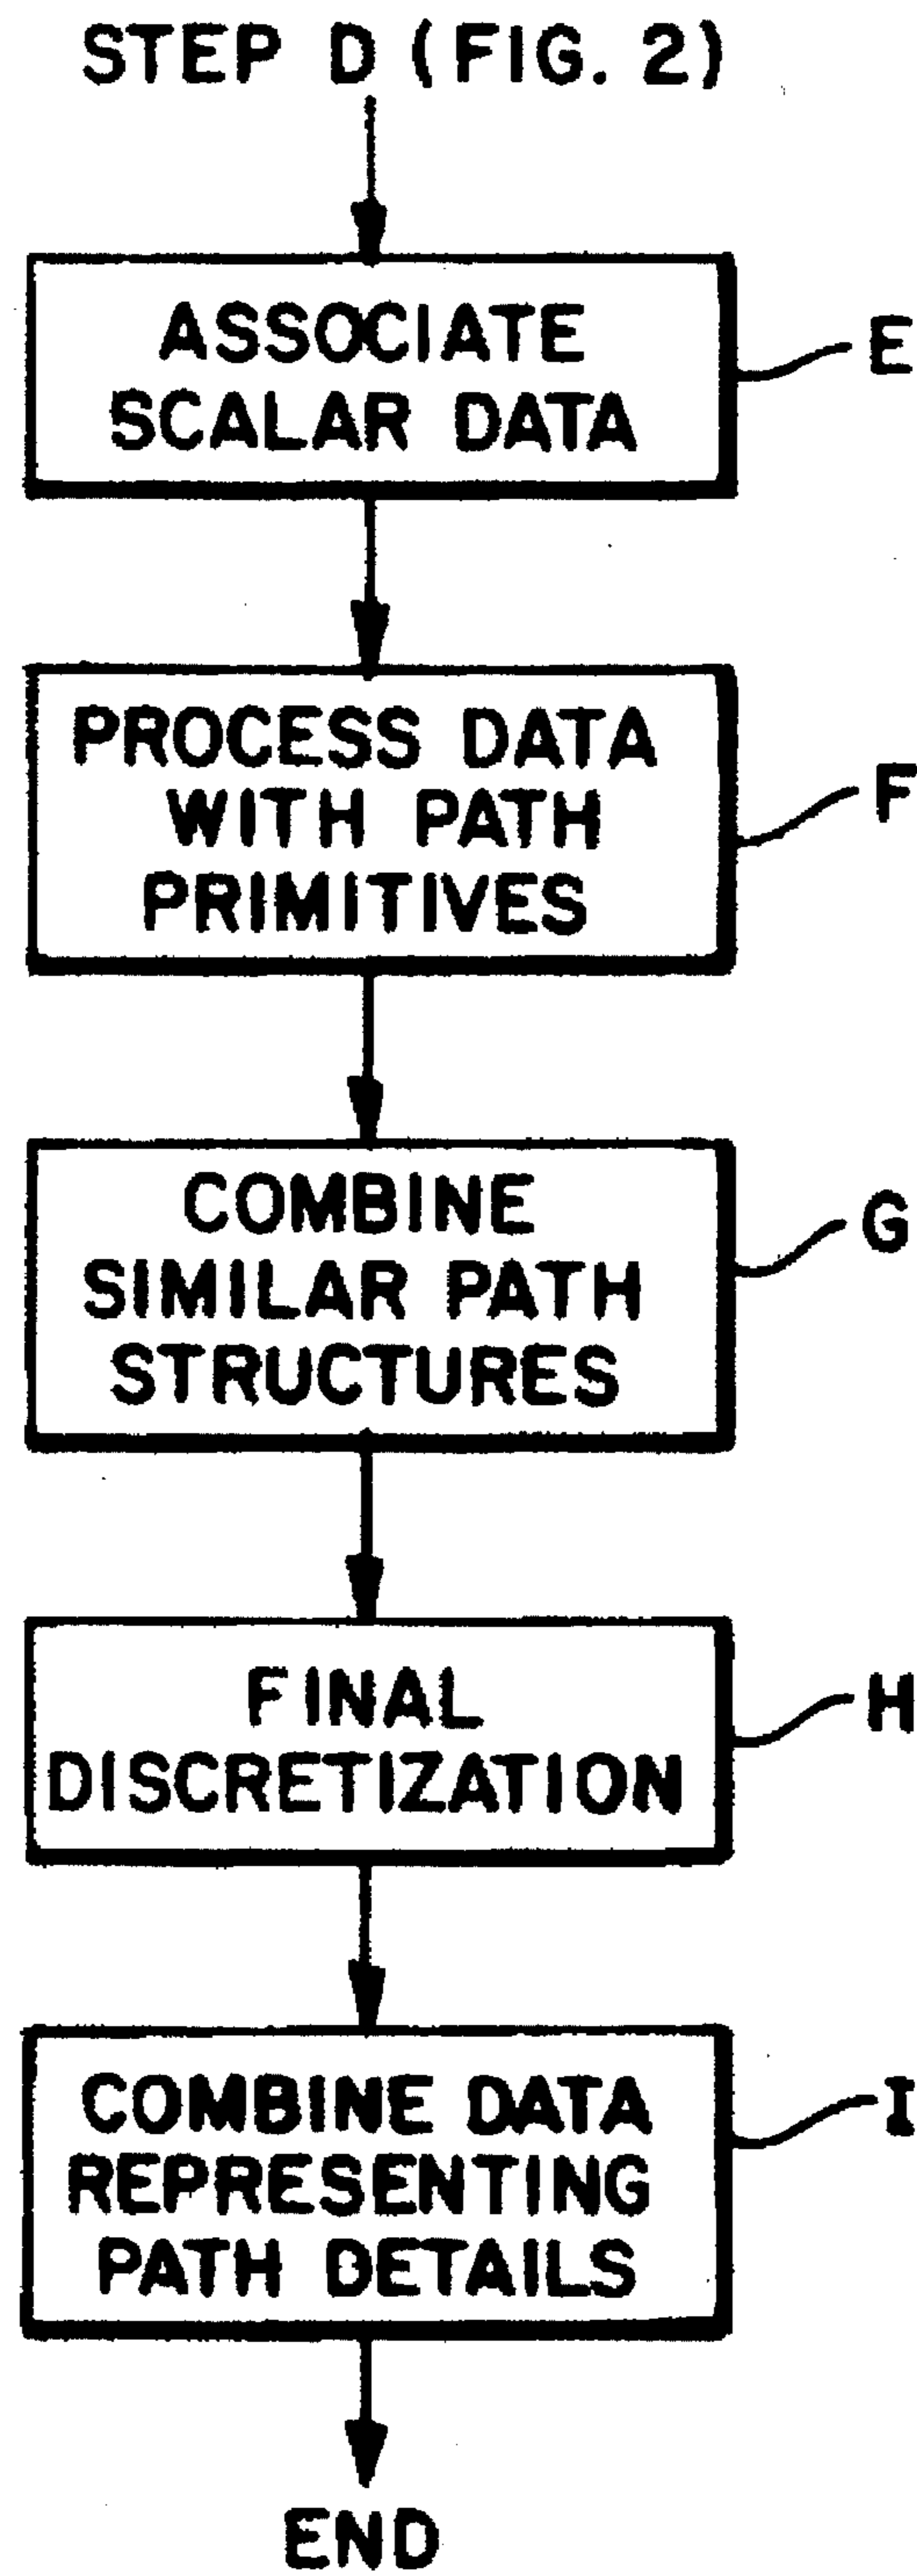 STEP D (FIG. 2)
ASSOCIATE
SCALAR DATA
E
PROCESS DATA
WITH PATH
PRIMITIVES
F
COMBINE
SIMILAR PATH
STRUCTURES
G
FINAL
DISCRETIZATION
H
COMBINE DATA
REPRESENTING
PATH DETAILS
I
END